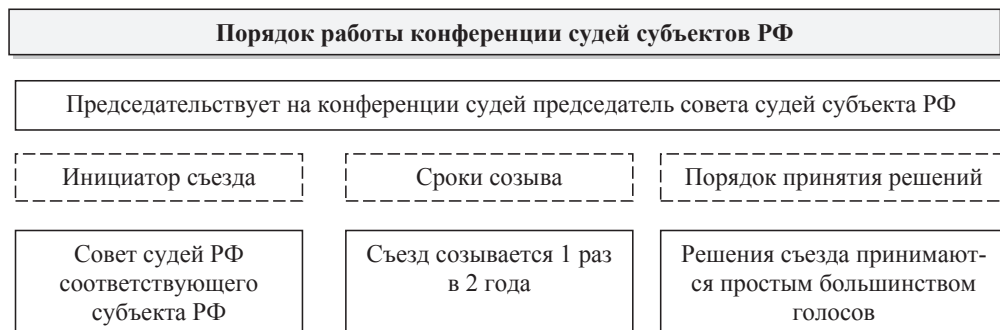 Порядок работы конференции судей субъектов РФ
Председательствует на конференции судей председатель совета судей субъекта РФ
Инициатор съезда
Сроки созыва
Порядок принятия решений
Совет судей РФ
соответствующего
субъекта РФ
Съезд созывается 1 раз
в 2 года
Решения съезда принимают-
ся простым большинством
голосов